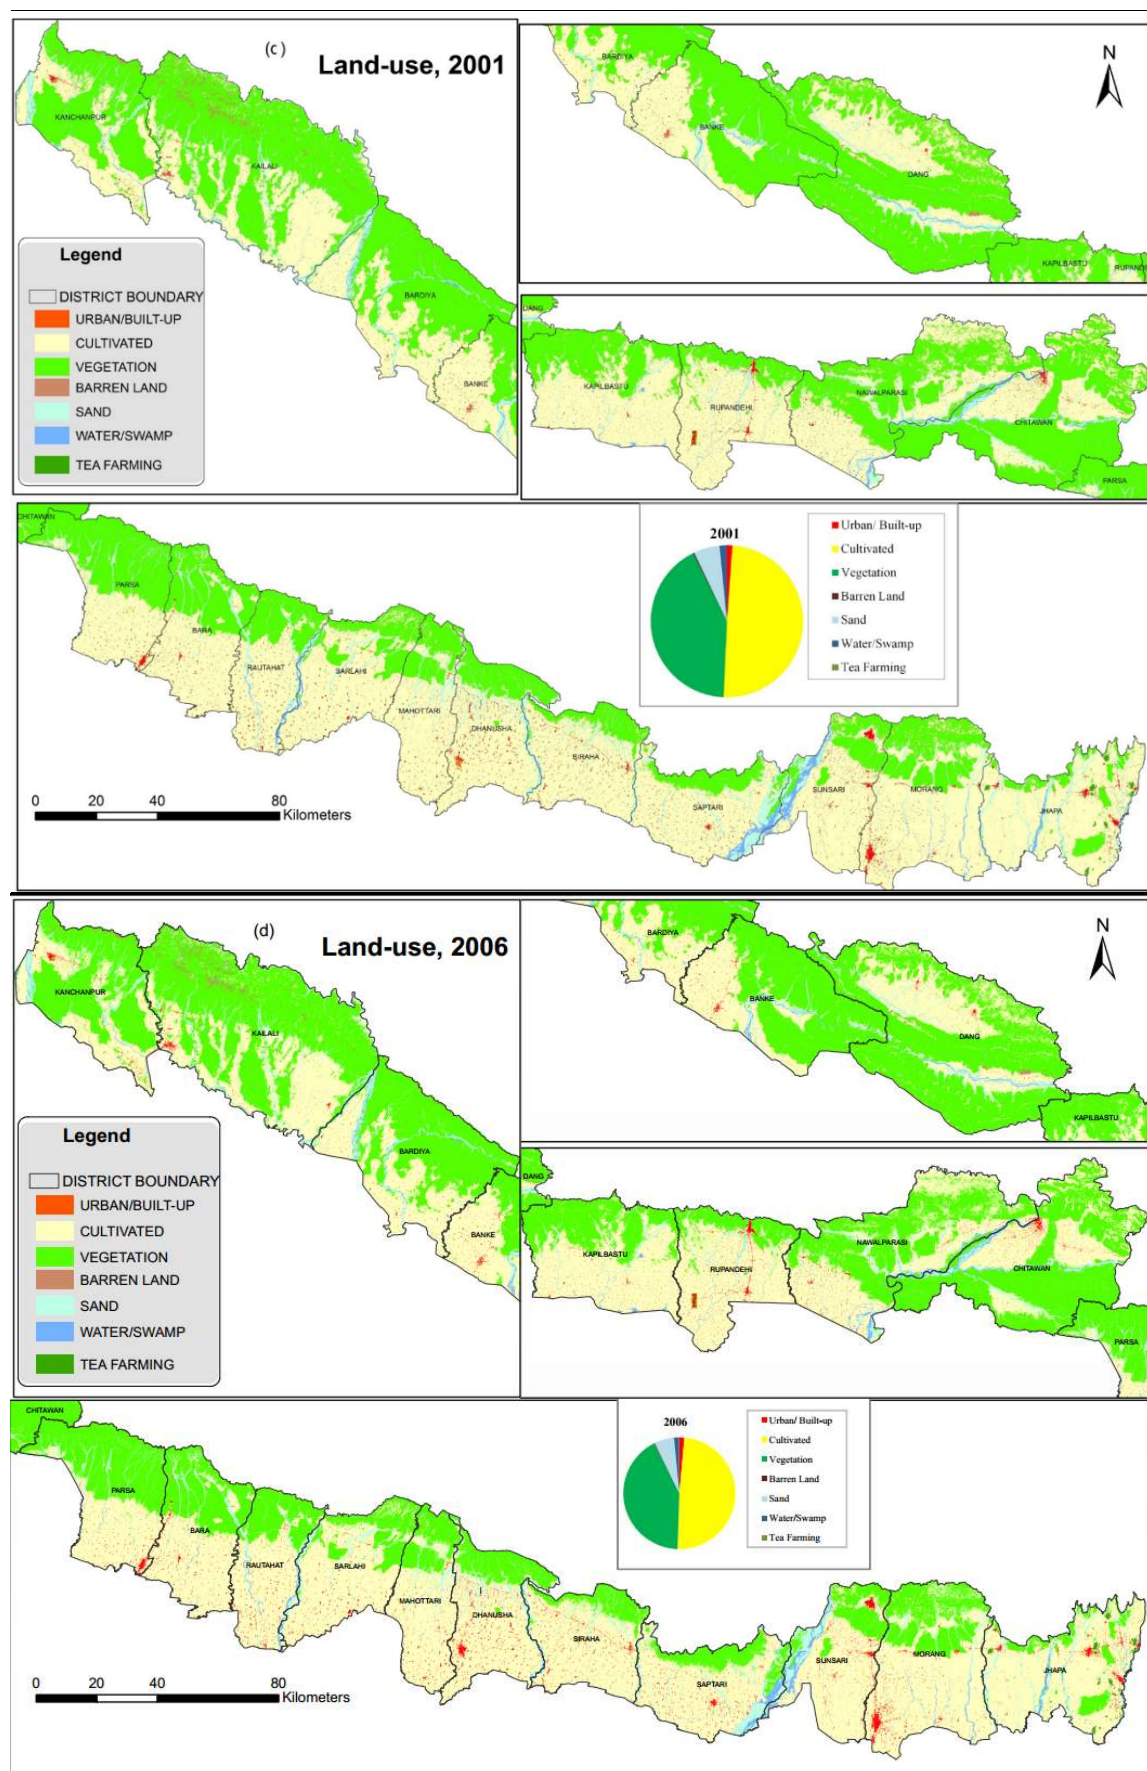 (c)
Land-use, 2001
KANCHANPUR
KAILALI
BARDIYA
BANKE
Legend
DISTRICT BOUNDARY
URBAN/BUILT-UP
CULTIVATED
VEGETATION
BARREN LAND
SAND
WATER/SWAMP
TEA FARMING
N
BARDIYA
BANKE
DANG
KAPILBASTU
RUPANDE
DANG
KAPILBASTU
RUPANDEHI
NAWALPARASI
CHITAWAN
PARSA
CHITAWAN
PARSA
BARA
RAUTAHAT
SARLAHI
MAHOTTARI
DHANUSHA
SIRAHA
SAPTARI
SUNSARI
MORANG
JHAPA
2001
Urban/ Built-up
Cultivated
Vegetation
Barren Land
Sand
Water/Swamp
Tea Farming
0 20 40 80
Kilometers
(d)
Land-use, 2006
KANCHANPUR
KAILALI
BARDIYA
BANKE
Legend
DISTRICT BOUNDARY
URBAN/BUILT-UP
CULTIVATED
VEGETATION
BARREN LAND
SAND
WATER/SWAMP
TEA FARMING
N
BARDIYA
BANKE
DANG
KAPILBASTU
DANG
KAPILBASTU
RUPANDEHI
NAWALPARASI
CHITAWAN
PARSA
CHITAWAN
PARSA
BARA
RAUTAHAT
SARLAHI
MAHOTTARI
DHANUSHA
SIRAHA
SAPTARI
SUNSARI
MORANG
JHAPA
2006
Urban/ Built-up
Cultivated
Vegetation
Barren Land
Sand
Water/Swamp
Tea Farming
0 20 40 80
Kilometers